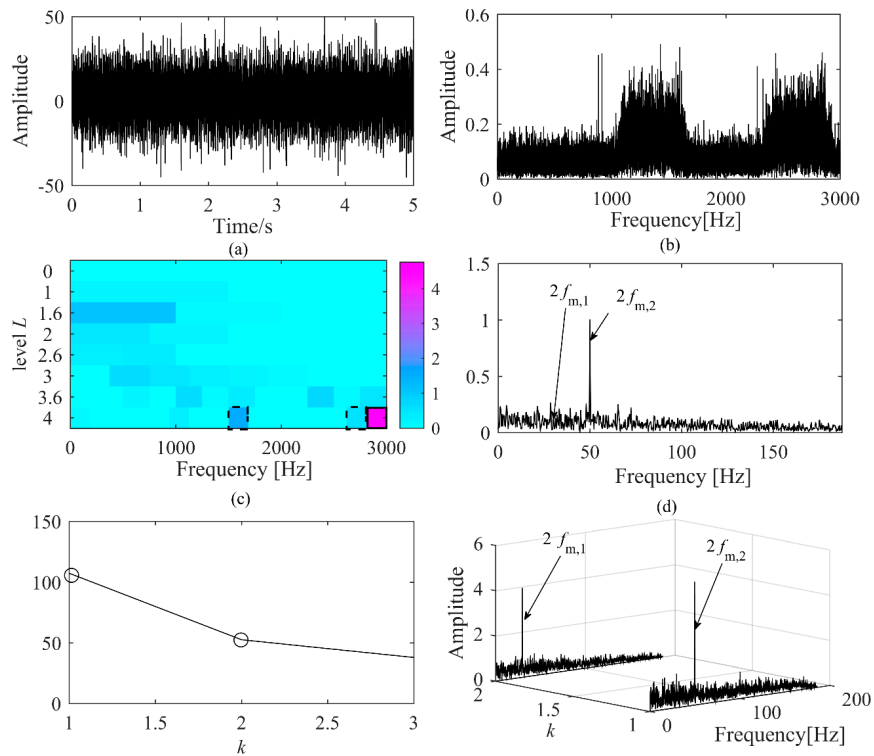 50
0
-50
Amplitude
0 1 2 3 4 5
Time/s
(a)
0.6
0.4
0.2
0
Amplitude
0 1000 2000 3000
Frequency[Hz]
(b)
0
1
1.6
2
2.6
3
3.6
4
level L
0 1000 2000 3000
Frequency [Hz]
4
3
2
1
0
(c)
1.5
1
0.5
0
2 f m,1
2 f m,2
0 50 100 150
Frequency [Hz]
(d)
150
100
50
0
1 1.5 2 2.5 3
k
6
4
2
0
Amplitude
2 f m,1
2 f m,2
2 1.5 1
k
0 100 200
Frequency[Hz]